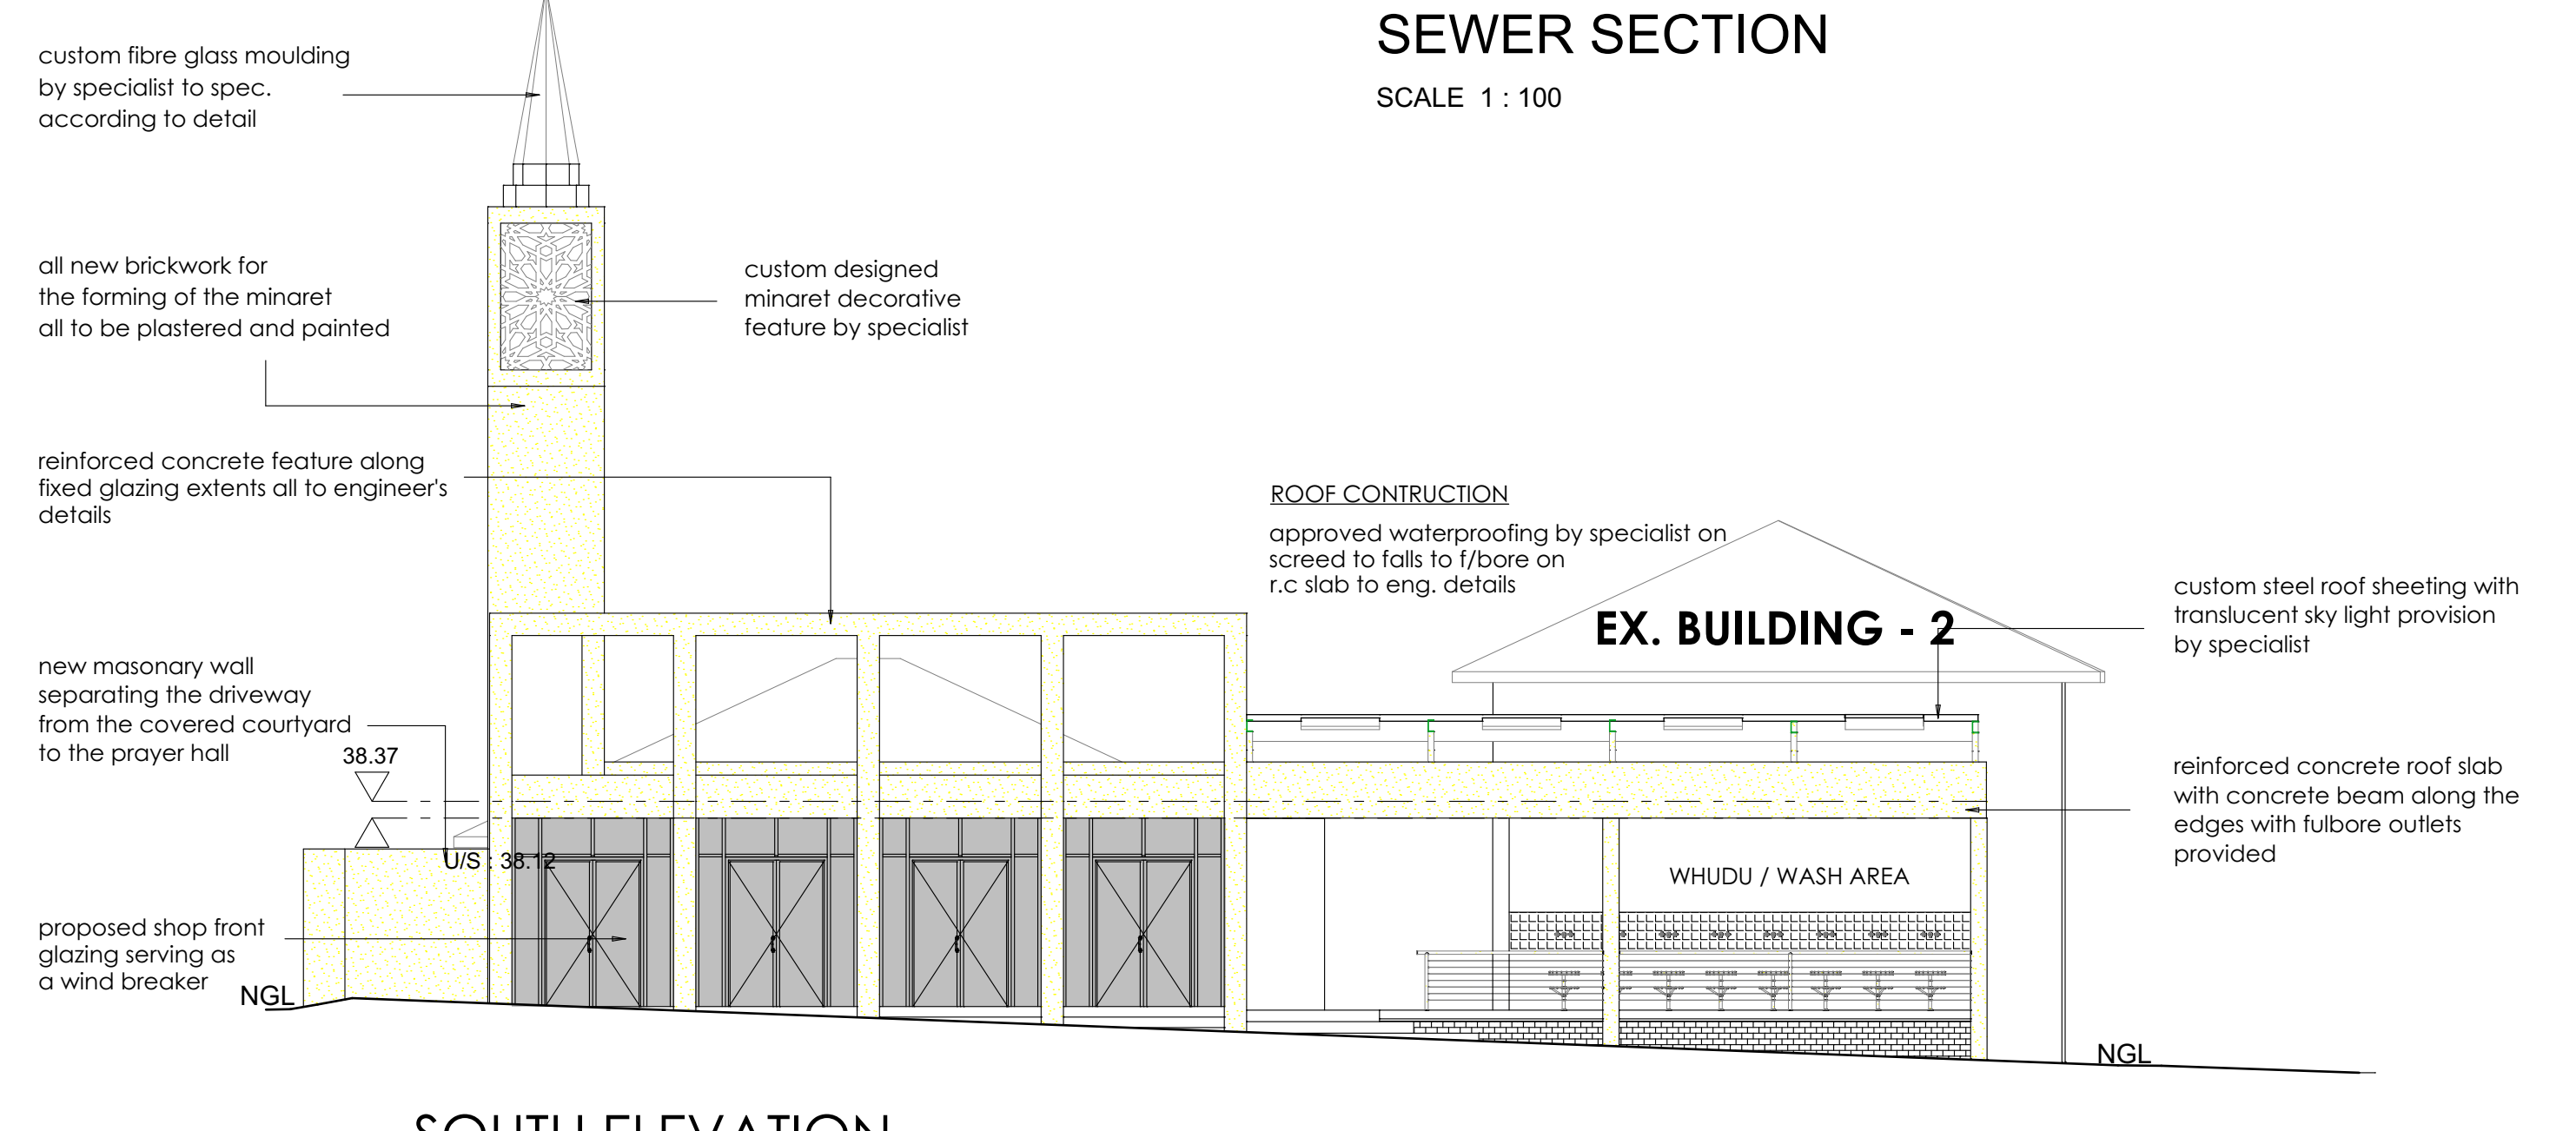 SEWER SECTION
SCALE 1 : 100
custom fibre glass moulding
by specialist to spec.
according to detail
all new brickwork for
the forming of the minaret
all to be plastered and painted
custom designed
minaret decorative
feature by specialist
reinforced concrete feature along
fixed glazing extents all to engineer's
details
ROOF CONTRUCTION
approved waterproofing by specialist on
screed to falls to f/bore on
r.c slab to eng. details
EX. BUILDING - 2
custom steel roof sheeting with
translucent sky light provision
by specialist
new masonary wall
separating the driveway
from the covered courtyard
to the prayer hall
38.37
U/S : 38.12
reinforced concrete roof slab
with concrete beam along the
edges with fulbore outlets
provided
WHUDU / WASH AREA
proposed shop front
glazing serving as
a wind breaker
NGL
NGL
SOUTH ELEVATION